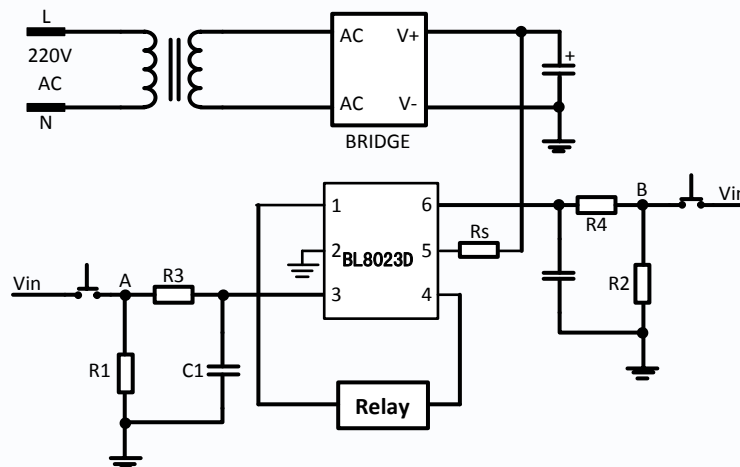 L
220V
AC
N
AC V+
AC V-
+
BRIDGE
1 6
2 BL8023D 5
3 4
Rs
R4
B
Vin
R2
Vin
A
R3
R1
C1
Relay